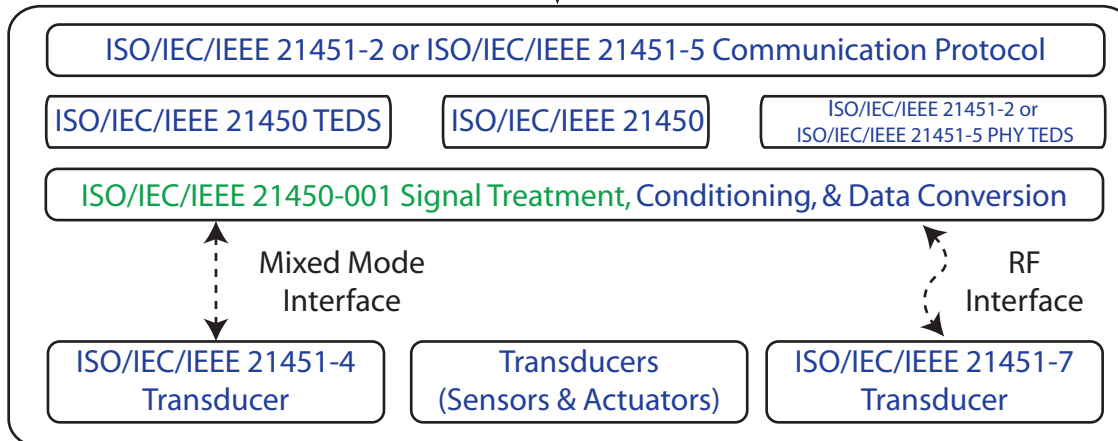 ISO/IEC/IEEE 21451-2 or ISO/IEC/IEEE 21451-5 Communication Protocol
ISO/IEC/IEEE 21450 TEDS
ISO/IEC/IEEE 21450
ISO/IEC/IEEE 21451-2 or
ISO/IEC/IEEE 21451-5 PHY TEDS
ISO/IEC/IEEE 21450-001 Signal Treatment, Conditioning, & Data Conversion
Mixed Mode
Interface
RF
Interface
ISO/IEC/IEEE 21451-4
Transducer
Transducers
(Sensors & Actuators)
ISO/IEC/IEEE 21451-7
Transducer